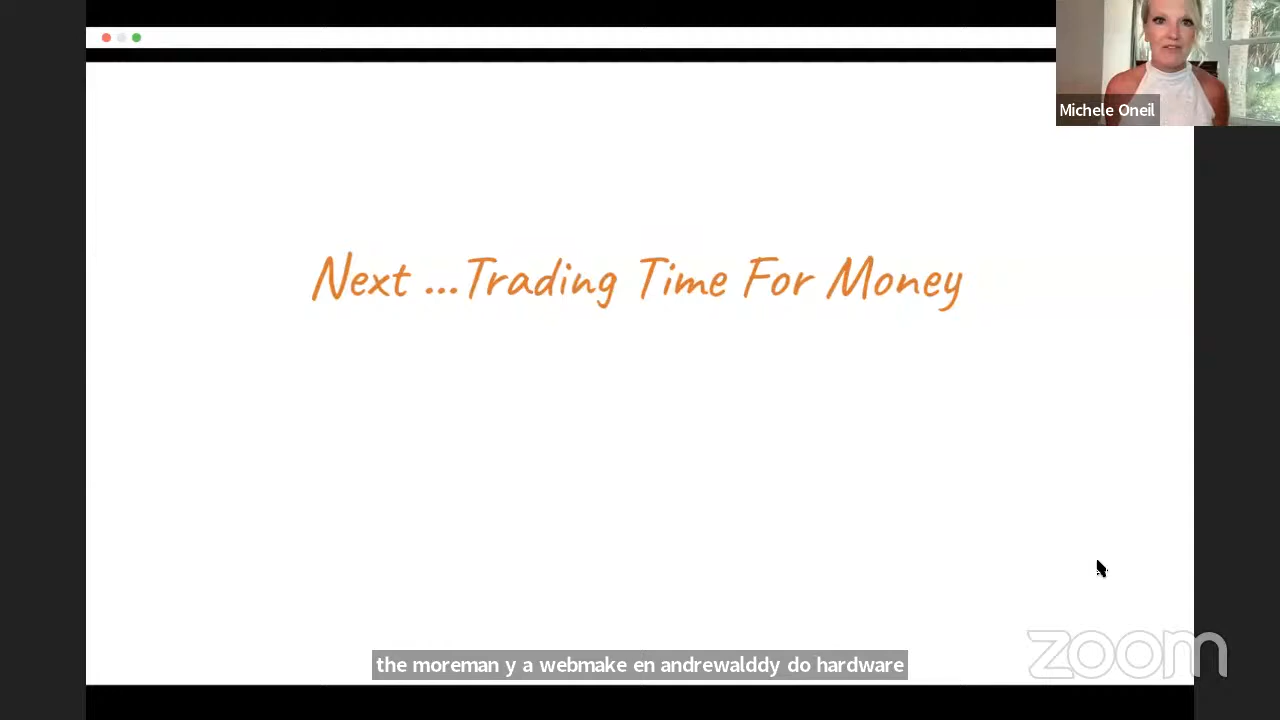 Michele Oneil
Next ...Trading Time For Money
the moreman y a webmake en andrewalddy do hardware
zoom